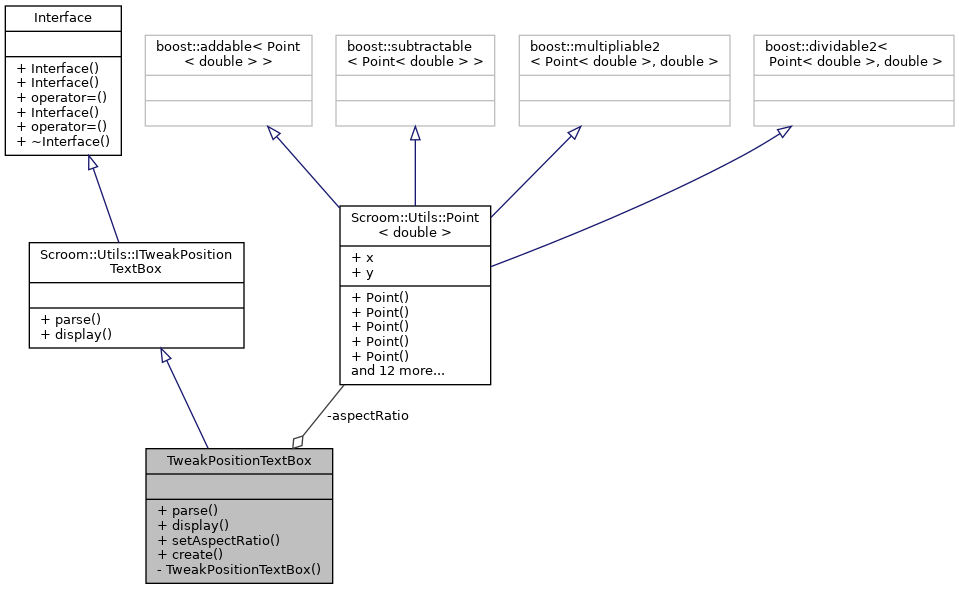 Interface
+ Interface()
+ Interface()
+ operator=()
+ Interface()
+ operator=()
+ ~Interface()
boost::addable< Point
< double > >
boost::subtractable
< Point< double > >
boost::multipliable2
< Point< double >, double >
boost::dividable2<
Point< double >, double >
Scroom::Utils::ITweakPosition
TextBox
+ parse()
+ display()
Scroom::Utils::Point
< double >
+ x
+ y
+ Point()
+ Point()
+ Point()
+ Point()
+ Point()
and 12 more...
-aspectRatio
TweakPositionTextBox
+ parse()
+ display()
+ setAspectRatio()
+ create()
- TweakPositionTextBox()